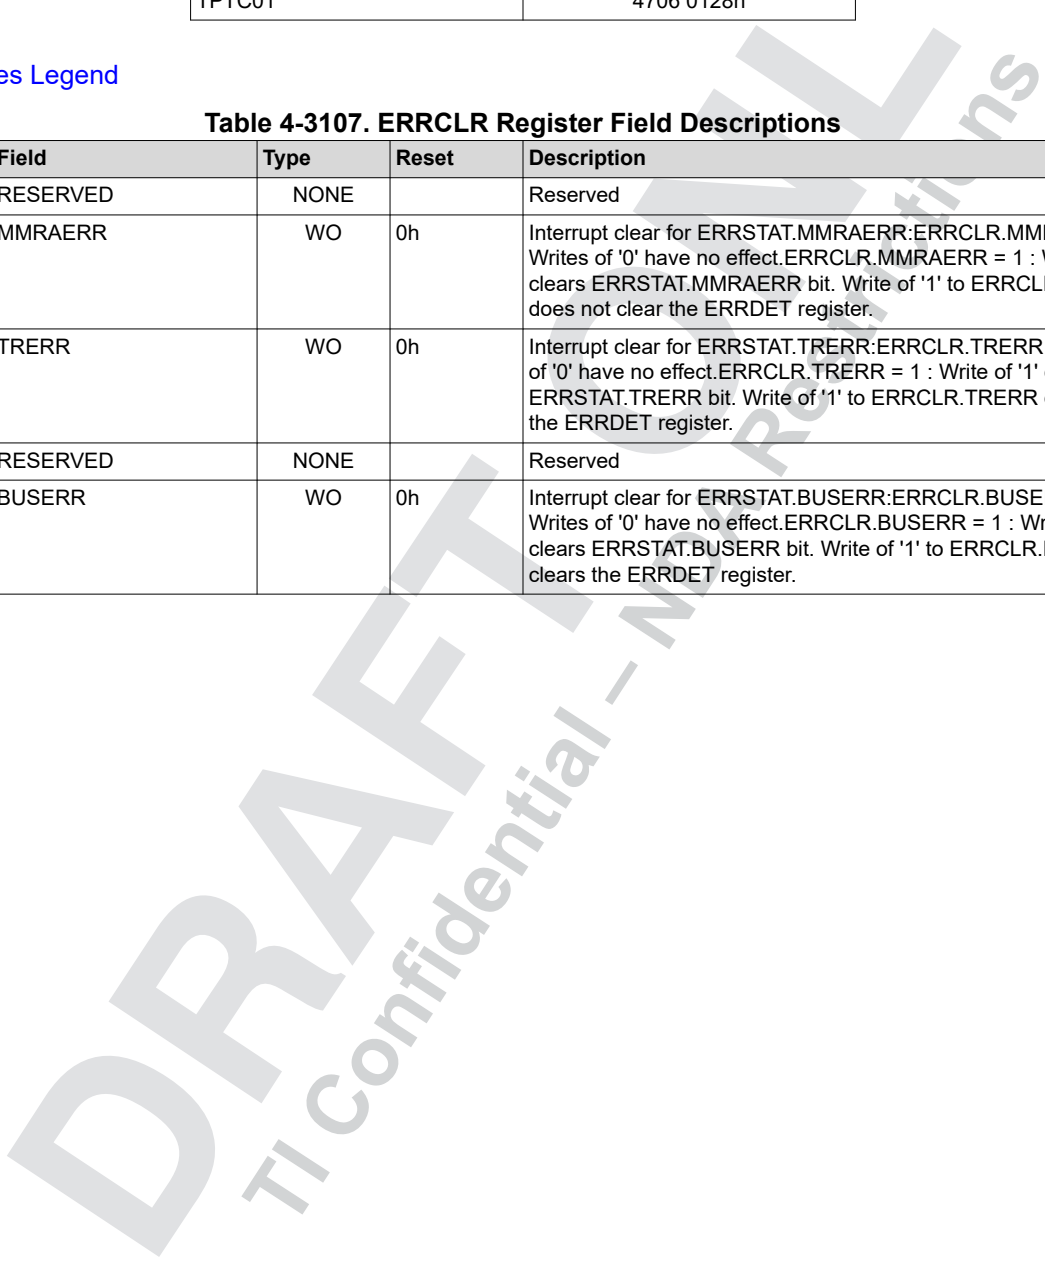 TPTC01 4706 0128h
es Legend
Table 4-3107. ERRCLR Register Field Descriptions
Field Type Reset Description
RESERVED NONE Reserved
MMRAERR WO 0h Interrupt clear for ERRSTAT.MMRAERR:ERRCLR.MM
Writes of '0' have no effect.ERRCLR.MMRAERR = 1 :
clears ERRSTAT.MMRAERR bit. Write of '1' to ERRCL
does not clear the ERRDET register.
TRERR WO 0h Interrupt clear for ERRSTAT.TRERR:ERRCLR.TRERR
of '0' have no effect.ERRCLR.TRERR = 1 : Write of '1'
ERRSTAT.TRERR bit. Write of '1' to ERRCLR.TRERR
the ERRDET register.
RESERVED NONE Reserved
BUSERR WO 0h Interrupt clear for ERRSTAT.BUSERR:ERRCLR.BUSE
Writes of '0' have no effect.ERRCLR.BUSERR = 1 : Wr
clears ERRSTAT.BUSERR bit. Write of '1' to ERRCLR.
clears the ERRDET register.
DRAFT ONL
TI Confidential – NDA Restrictions